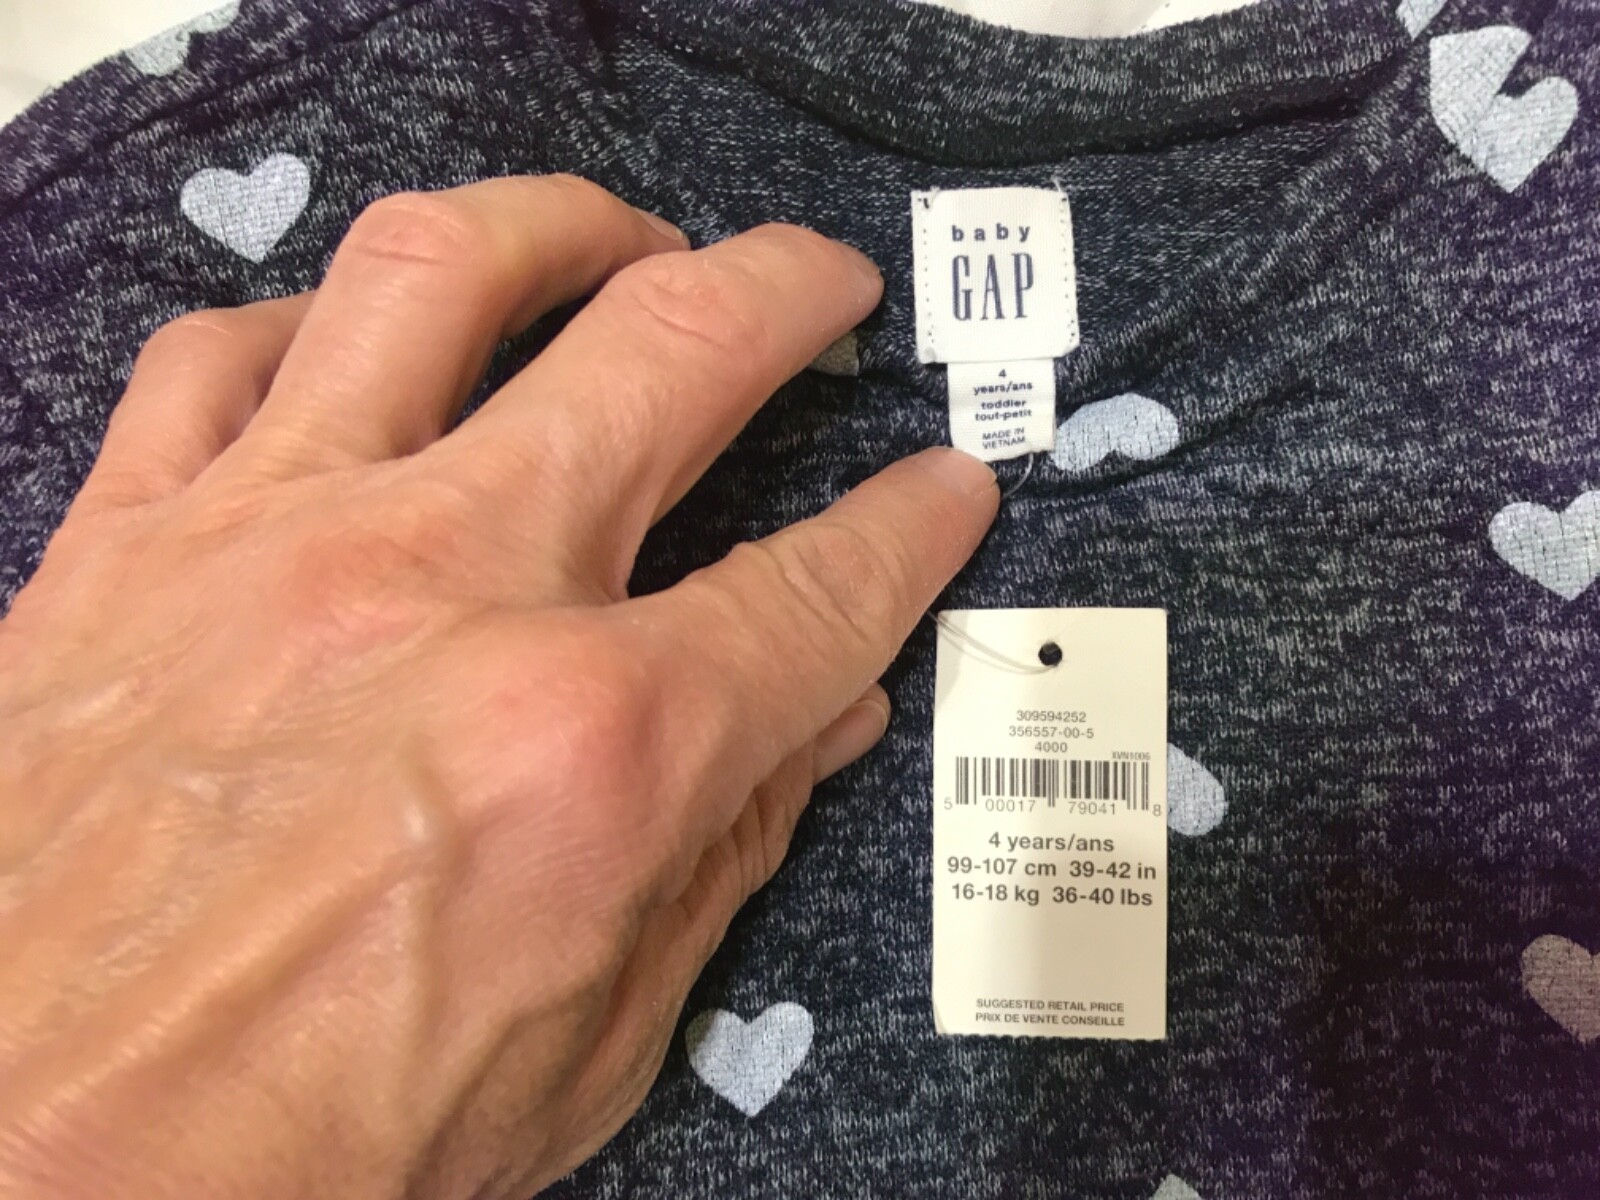 baby
GAP
4
years/ans
toddler
tout-petit
MADE IN
VIETNAM
309594252
356557-00-5
4000
XVN1006
5 00017 79041 8
4 years/ans
99-107 cm 39-42 in
16-18 kg 36-40 lbs
SUGGESTED RETAIL PRICE
PRIX DE VENTE CONSEILLE